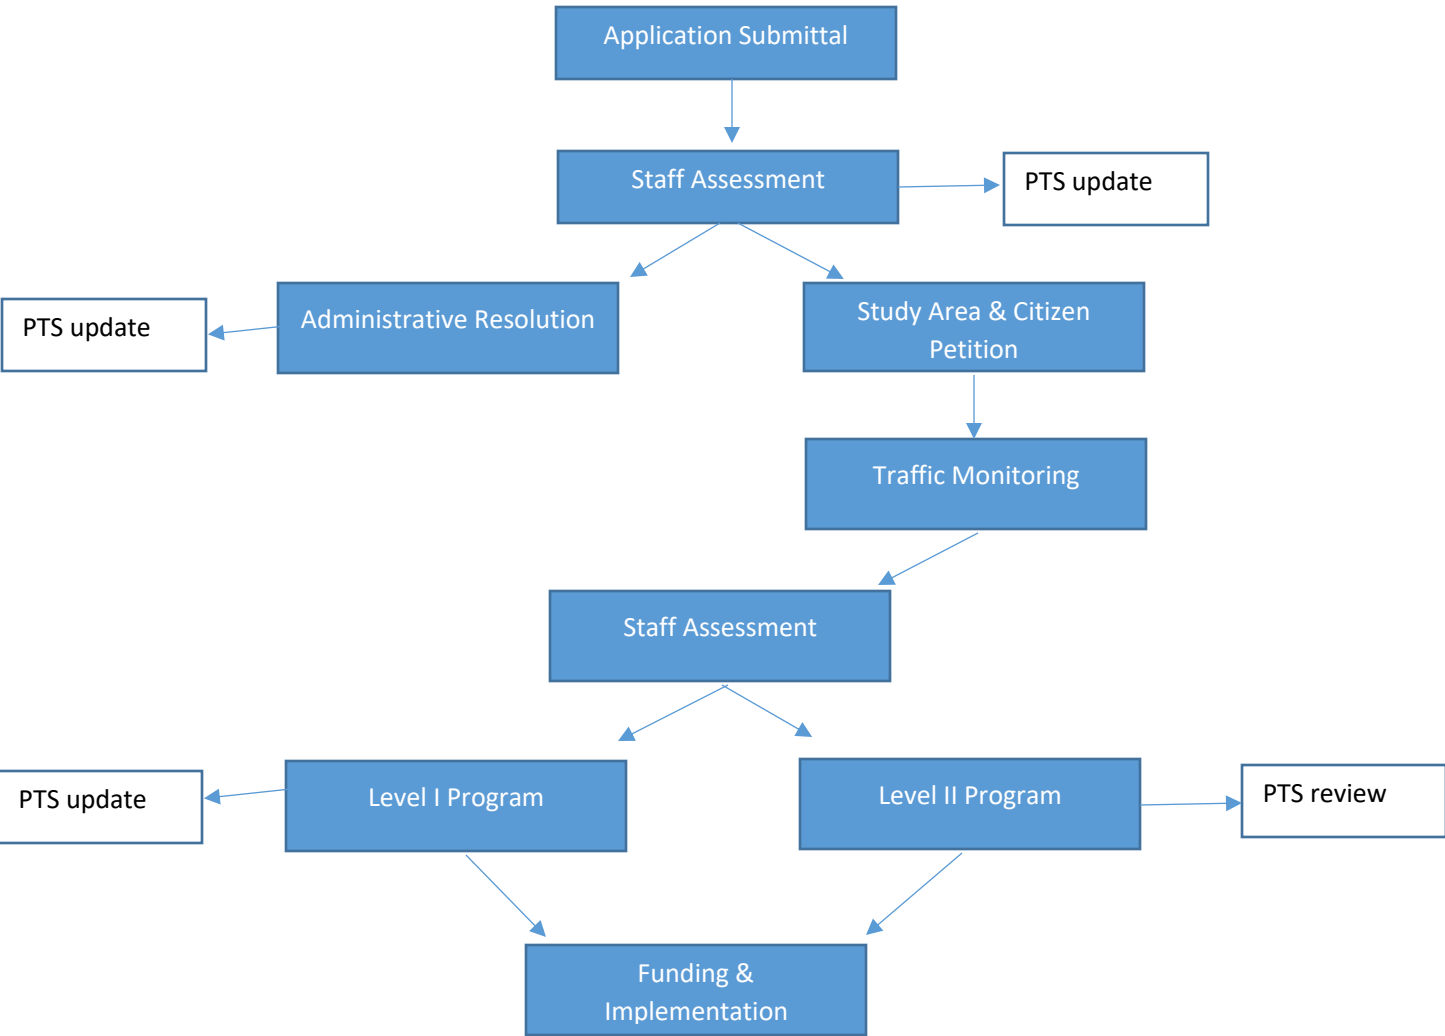 Application Submittal
Staff Assessment
PTS update
PTS update
Administrative Resolution
Study Area & Citizen
Petition
Traffic Monitoring
Staff Assessment
PTS update
Level I Program
Level II Program
PTS review
Funding &
Implementation